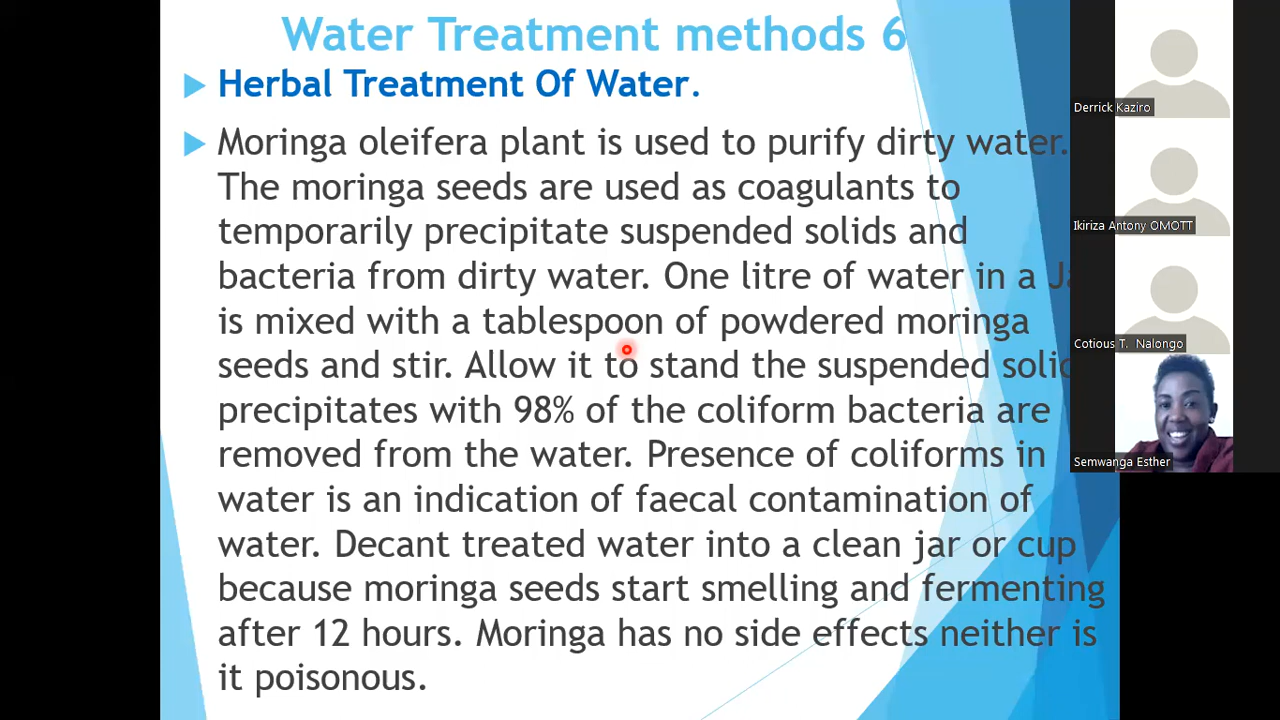 Water Treatment methods 6
Herbal Treatment Of Water.
Moringa oleifera plant is used to purify dirty water.
The moringa seeds are used as coagulants to
temporarily precipitate suspended solids and
bacteria from dirty water. One litre of water in a
is mixed with a tablespoon of powdered moringa
seeds and stir. Allow it to stand the suspended
precipitates with 98% of the coliform bacteria are
removed from the water. Presence of coliforms in
water is an indication of faecal contamination of
water. Decant treated water into a clean jar or cup
because moringa seeds start smelling and fermenting
after 12 hours. Moringa has no side effects neither is
it poisonous.
Derrick Kaziro
Ikiriza Antony OMOTT
Cotious T. Nalongo
Semwanga Esther